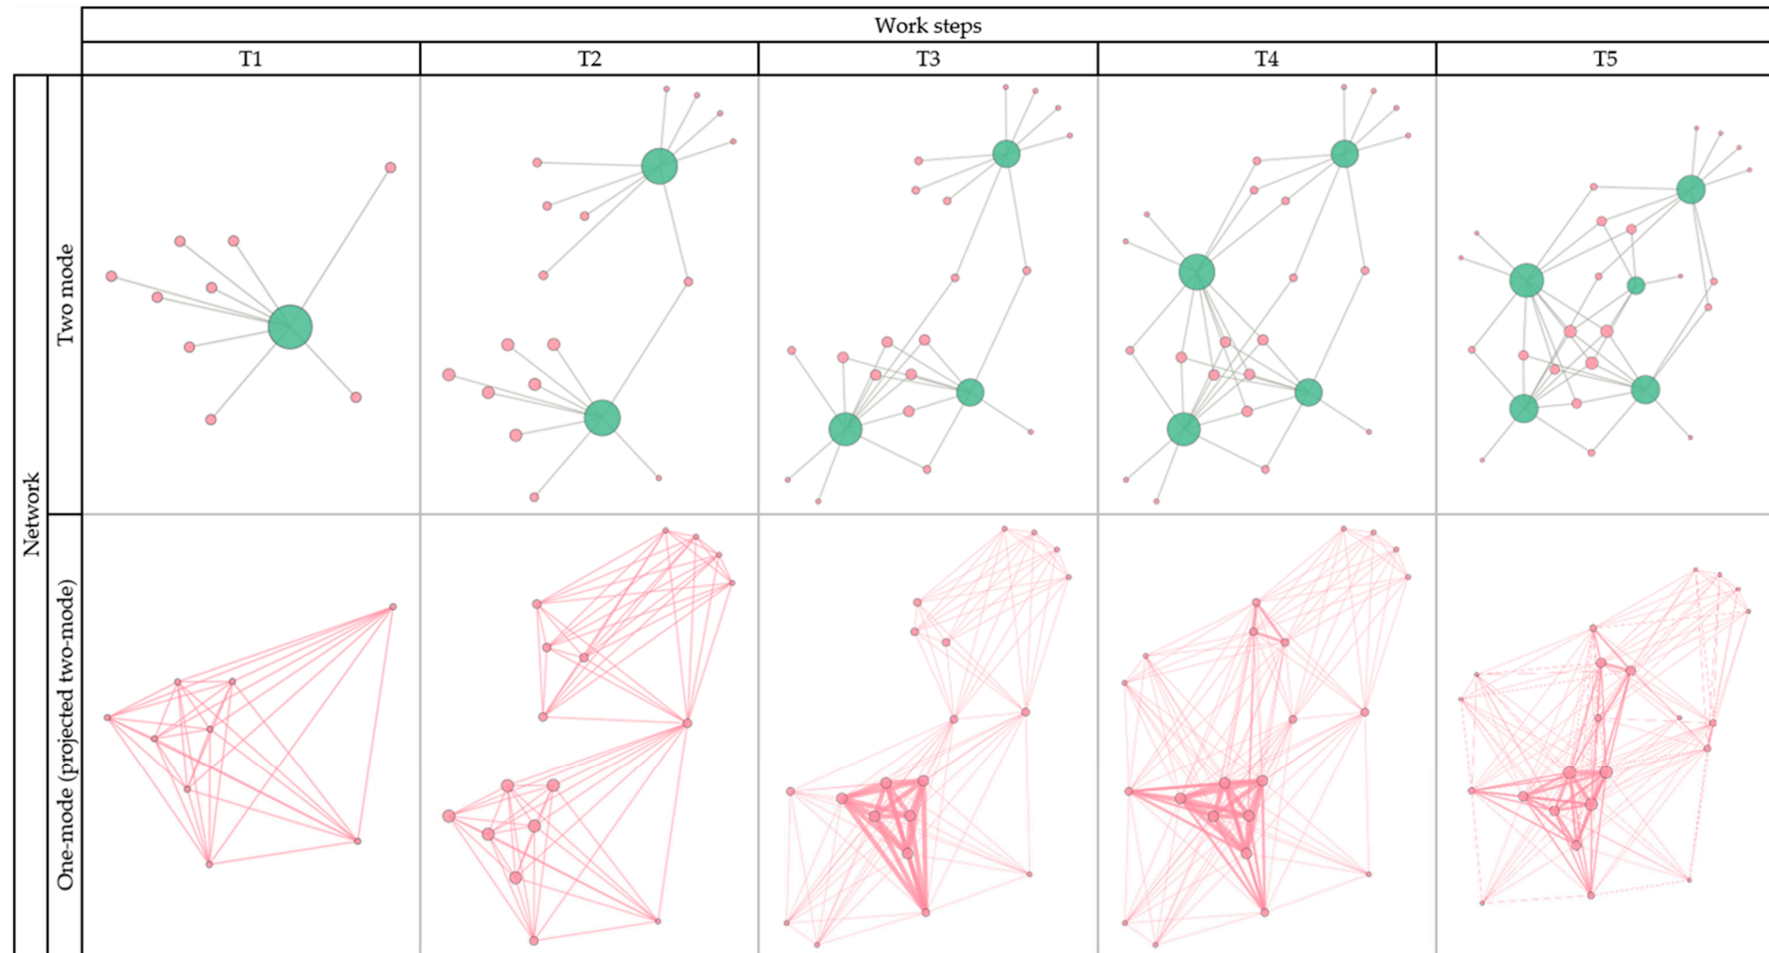 Work steps
T1 T2 T3 T4 T5
Network
Two mode
One-mode (projected two-mode)